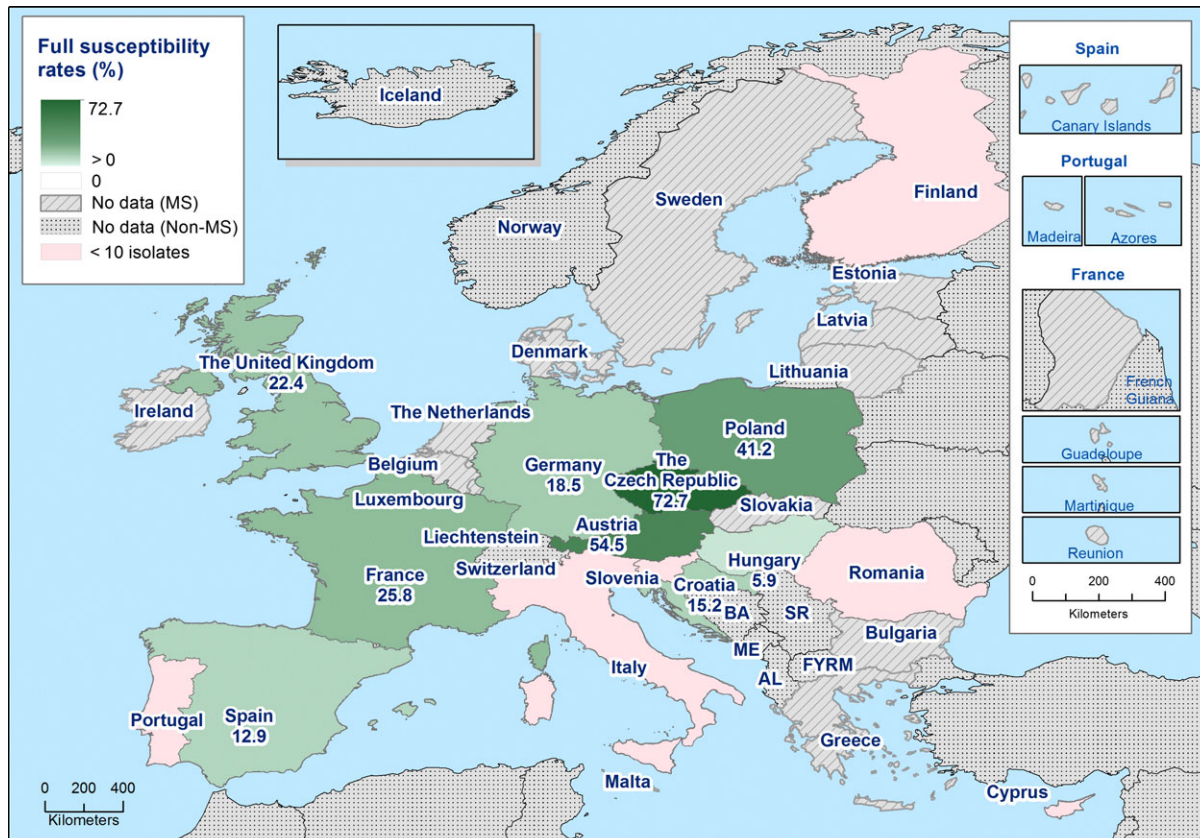 Full susceptibility
rates (%)
72.7
> 0
0
No data (MS)
No data (Non-MS)
< 10 isolates
Iceland
Norway
Sweden
Finland
Estonia
Latvia
Lithuania
Denmark
The United Kingdom
22.4
Ireland
The Netherlands
Belgium
Luxembourg
Germany
18.5
Poland
41.2
The
Czech Republic
72.7
Slovakia
Austria
54.5
Liechtenstein
Switzerland
France
25.8
Slovenia
Croatia
15.2
Hungary
5.9
Romania
BA
SR
ME
AL
FYRM
Bulgaria
Italy
Portugal
Spain
12.9
Greece
Malta
Cyprus
0 200 400
Kilometers
Spain
Canary Islands
Portugal
Madeira
Azores
France
French
Guiana
Guadeloupe
Martinique
Reunion
0 200 400
Kilometers